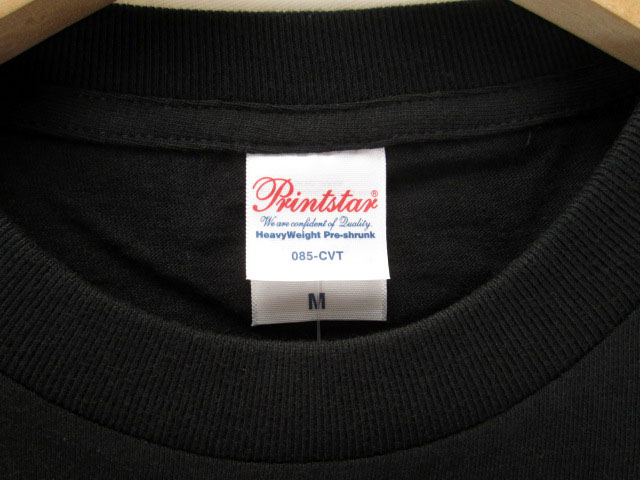 Printstar®
We are confident of Quality.
HeavyWeight Pre-shrunk
085-CVT
M